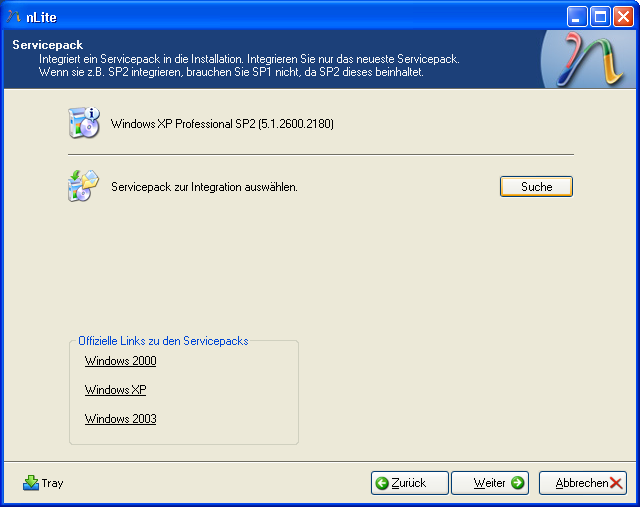 nLite
Servicepack
Integriert ein Servicepack in die Installation. Integrieren Sie nur das neueste Servicepack.
Wenn sie z.B. SP2 integrieren, brauchen Sie SP1 nicht, da SP2 dieses beinhaltet.
Windows XP Professional SP2 (5.1.2600.2180)
Servicepack zur Integration auswählen.
Suche
Offizielle Links zu den Servicepacks
Windows 2000
Windows XP
Windows 2003
Tray
Zurück
Weiter
Abbrechen